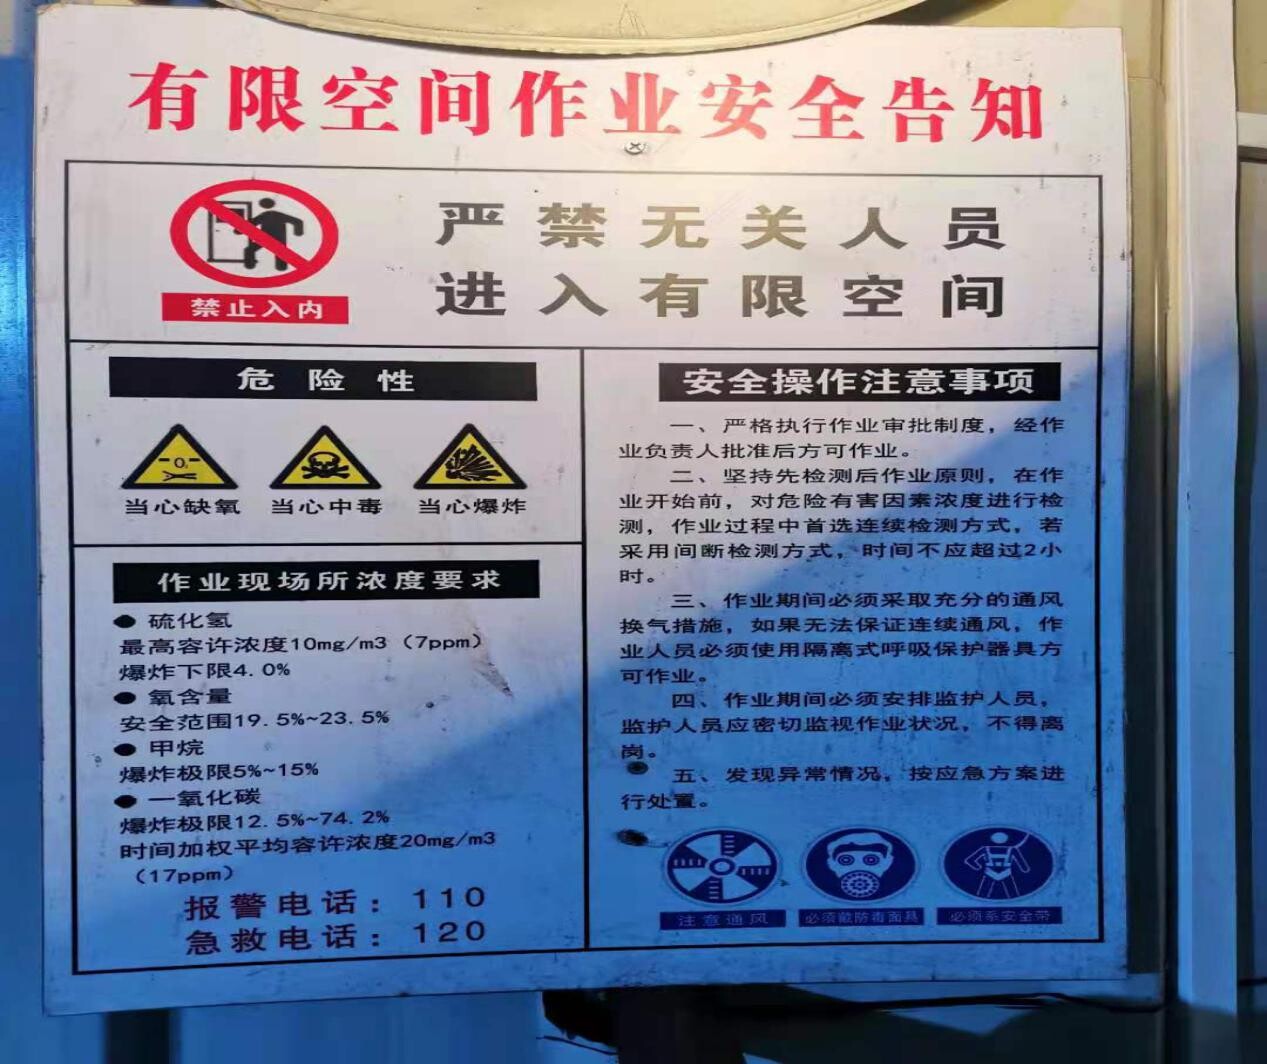 有限空间作业安全告知
严禁无关人员
进入有限空间
禁止入内
危险性
O₂
当心缺氧 当心中毒 当心爆炸
作业现场所浓度要求
● 硫化氢
最高容许浓度10mg/m3（7ppm）
爆炸下限4.0%
● 氧含量
安全范围19.5%~23.5%
● 甲烷
爆炸极限5%~15%
● 一氧化碳
爆炸极限12.5%~74.2%
时间加权平均容许浓度20mg/m3
（17ppm）
报警电话：110
急救电话：120
安全操作注意事项
一、严格执行作业审批制度，经作
业负责人批准后方可作业。
二、坚持先检测后作业原则，在作
业开始前，对危险有害因素浓度进行检
测，作业过程中首选连续检测方式，若
采用间断检测方式，时间不应超过2小
时。
三、作业期间必须采取充分的通风
换气措施，如果无法保证连续通风，作
业人员必须使用隔离式呼吸保护器具方
可作业。
四、作业期间必须安排监护人员，
监护人员应密切监视作业状况，不得离
岗。
五、发现异常情况，按应急方案进
行处置。
注意通风 必须戴防毒面具 必须系安全带